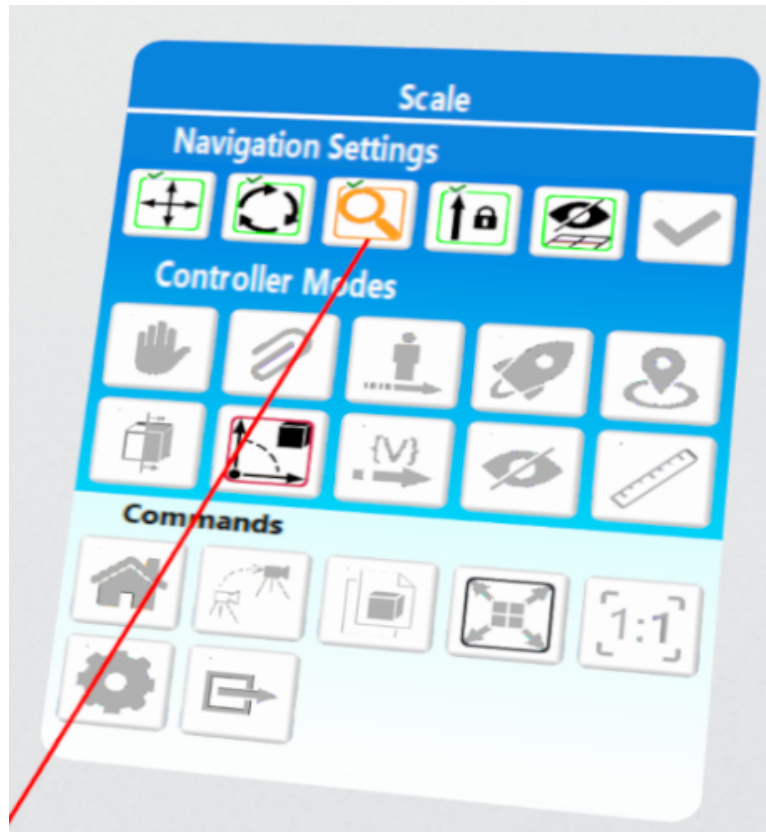 Scale
Navigation Settings
Controller Modes
{V}
Commands
1:1